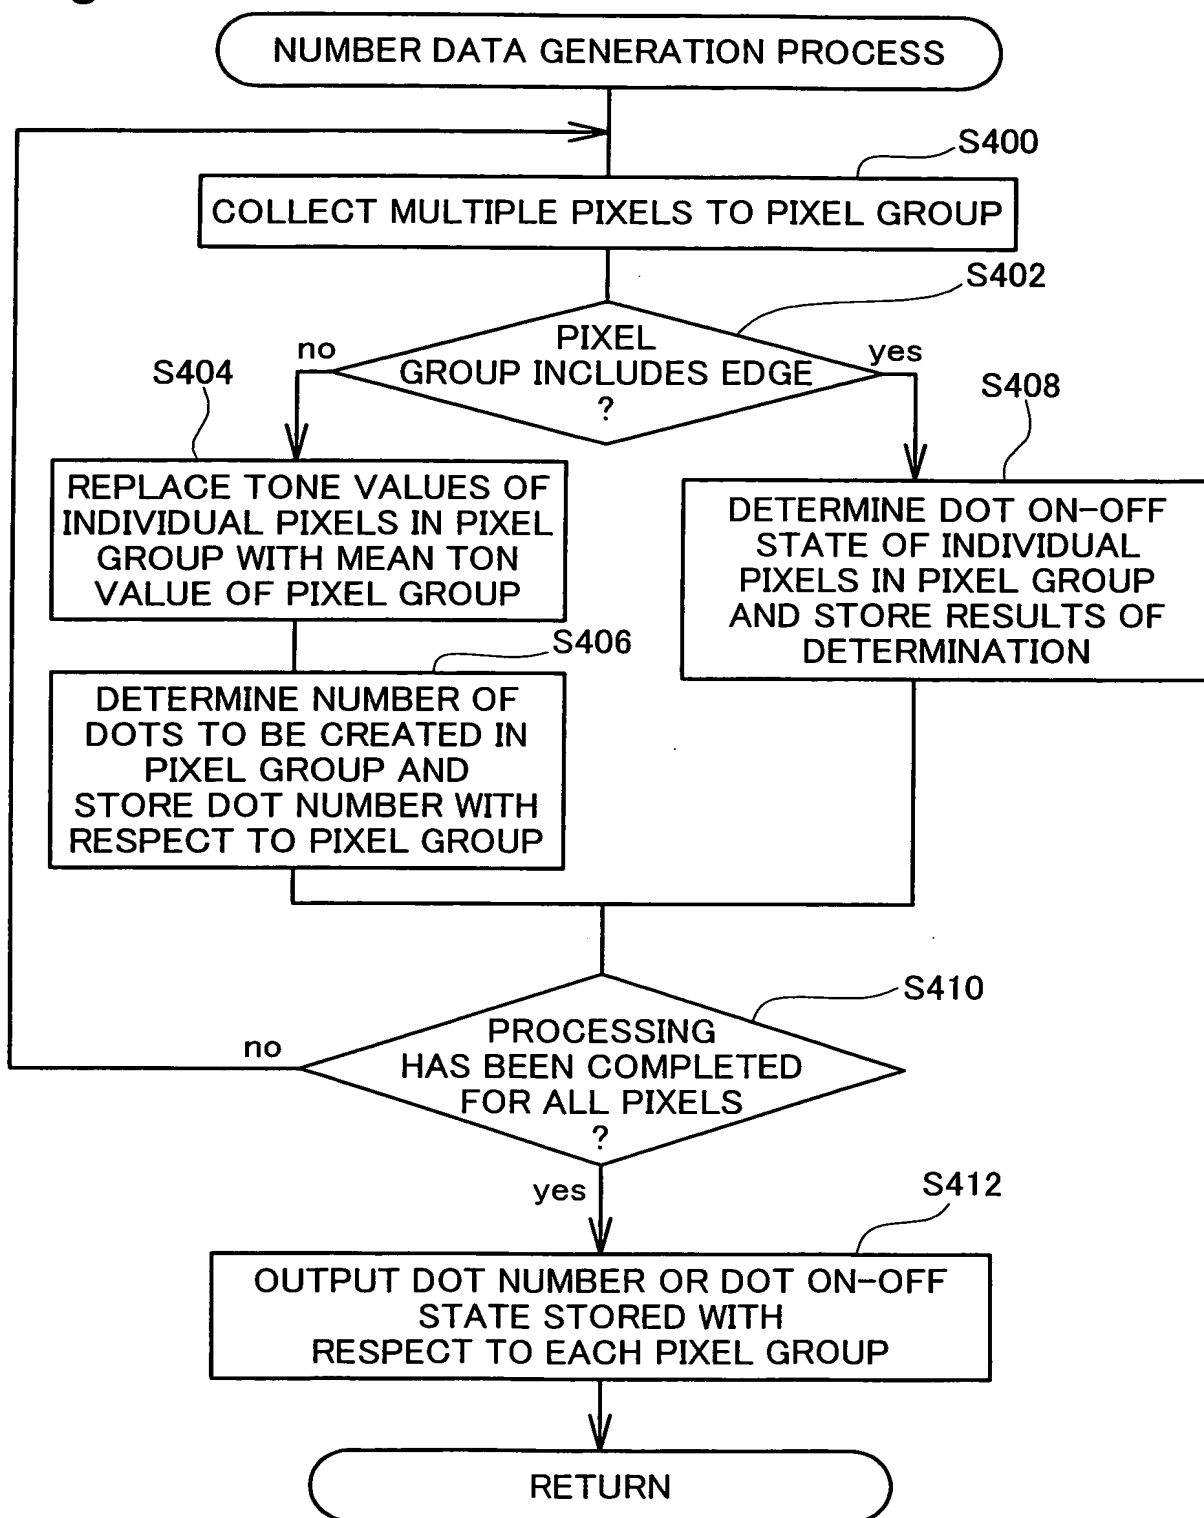 NUMBER DATA GENERATION PROCESS
S400
COLLECT MULTIPLE PIXELS TO PIXEL GROUP
S402
PIXEL
GROUP INCLUDES EDGE
?
no
yes
S404
REPLACE TONE VALUES OF
INDIVIDUAL PIXELS IN PIXEL
GROUP WITH MEAN TON
VALUE OF PIXEL GROUP
S408
DETERMINE DOT ON-OFF
STATE OF INDIVIDUAL
PIXELS IN PIXEL GROUP
AND STORE RESULTS OF
DETERMINATION
S406
DETERMINE NUMBER OF
DOTS TO BE CREATED IN
PIXEL GROUP AND
STORE DOT NUMBER WITH
RESPECT TO PIXEL GROUP
S410
PROCESSING
HAS BEEN COMPLETED
FOR ALL PIXELS
?
no
yes
S412
OUTPUT DOT NUMBER OR DOT ON-OFF
STATE STORED WITH
RESPECT TO EACH PIXEL GROUP
RETURN